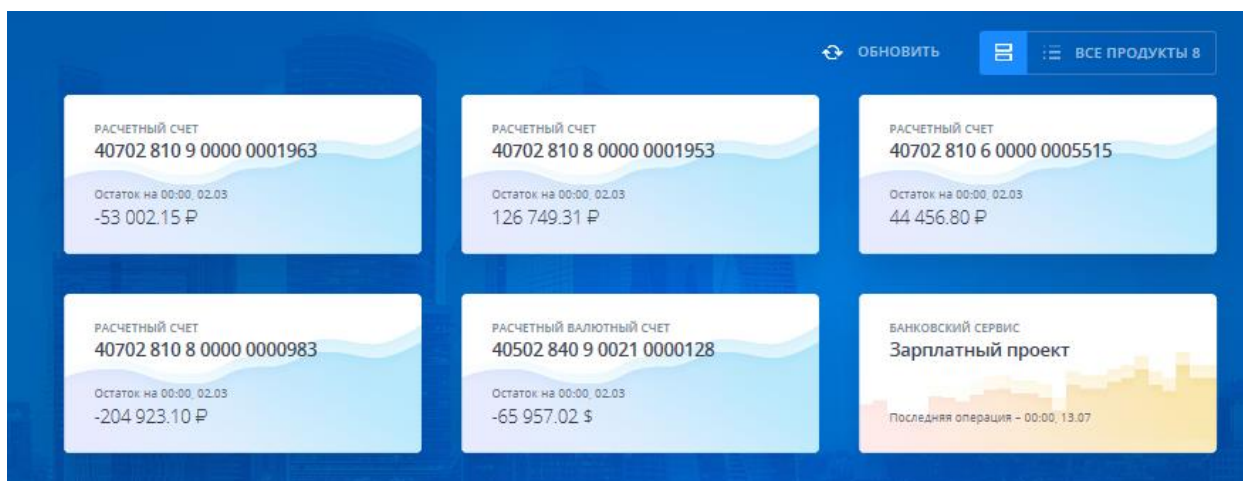 ОБНОВИТЬ
ВСЕ ПРОДУКТЫ 8
РАСЧЕТНЫЙ СЧЕТ
40702 810 9 0000 0001963
Остаток на 00:00, 02.03
-53 002.15 ₽
РАСЧЕТНЫЙ СЧЕТ
40702 810 8 0000 0001953
Остаток на 00:00, 02.03
126 749.31 ₽
РАСЧЕТНЫЙ СЧЕТ
40702 810 6 0000 0005515
Остаток на 00:00, 02.03
44 456.80 ₽
РАСЧЕТНЫЙ СЧЕТ
40702 810 8 0000 0000983
Остаток на 00:00, 02.03
-204 923.10 ₽
РАСЧЕТНЫЙ ВАЛЮТНЫЙ СЧЕТ
40502 840 9 0021 0000128
Остаток на 00:00, 02.03
-65 957.02 $
БАНКОВСКИЙ СЕРВИС
Зарплатный проект
Последняя операция – 00:00, 13.07